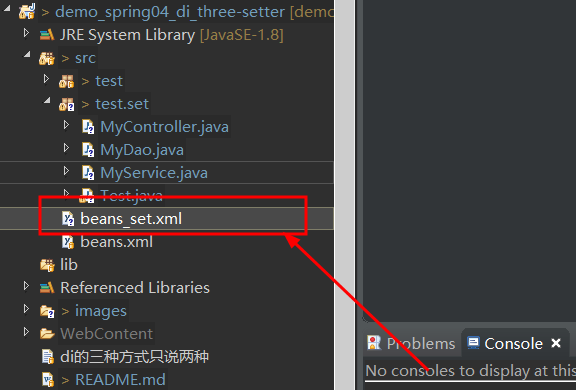 > demo_spring04_di_three-setter [demo
JRE System Library [JavaSE-1.8]
> src
> test
> test.set
MyController.java
MyDao.java
MyService.java
Test.java
beans_set.xml
beans.xml
lib
Referenced Libraries
> images
WebContent
di的三种方式只说两种
> README.md
Problems Console
No consoles to display at this